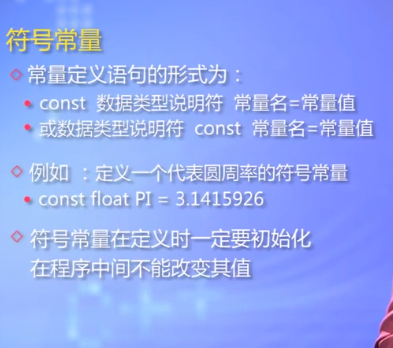 符号常量
常量定义语句的形式为：
const 数据类型说明符 常量名=常量值
或数据类型说明符 const 常量名=常量值
例如 ：定义一个代表圆周率的符号常量
const float PI = 3.1415926
符号常量在定义时一定要初始化
在程序中间不能改变其值